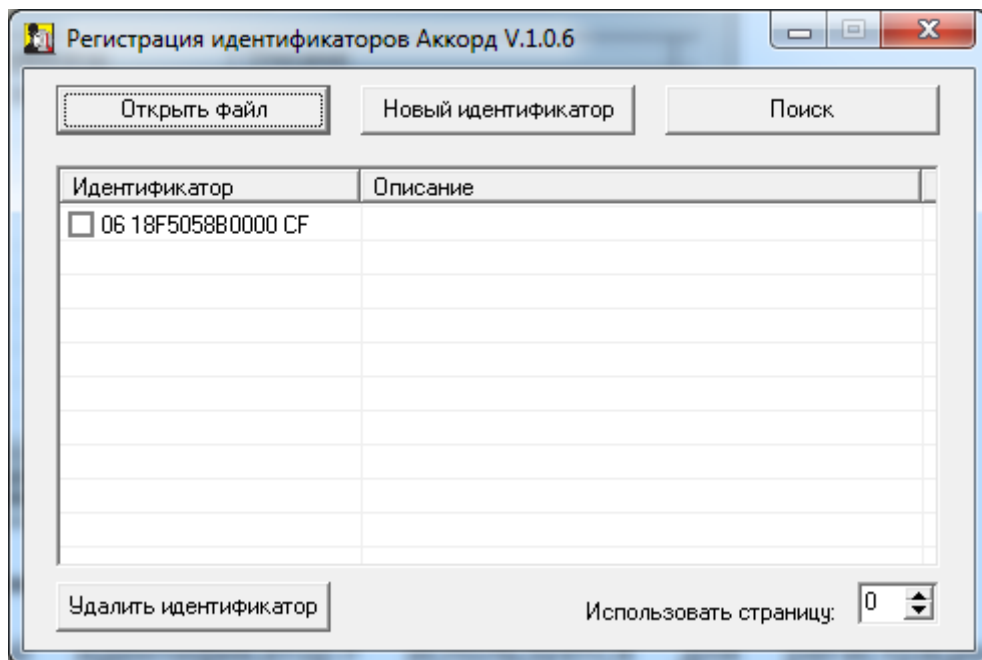 Регистрация идентификаторов Аккорд V.1.0.6
Открыть файл Новый идентификатор Поиск
Идентификатор Описание
06 18F5058B0000 CF
Удалить идентификатор Использовать страницу: 0